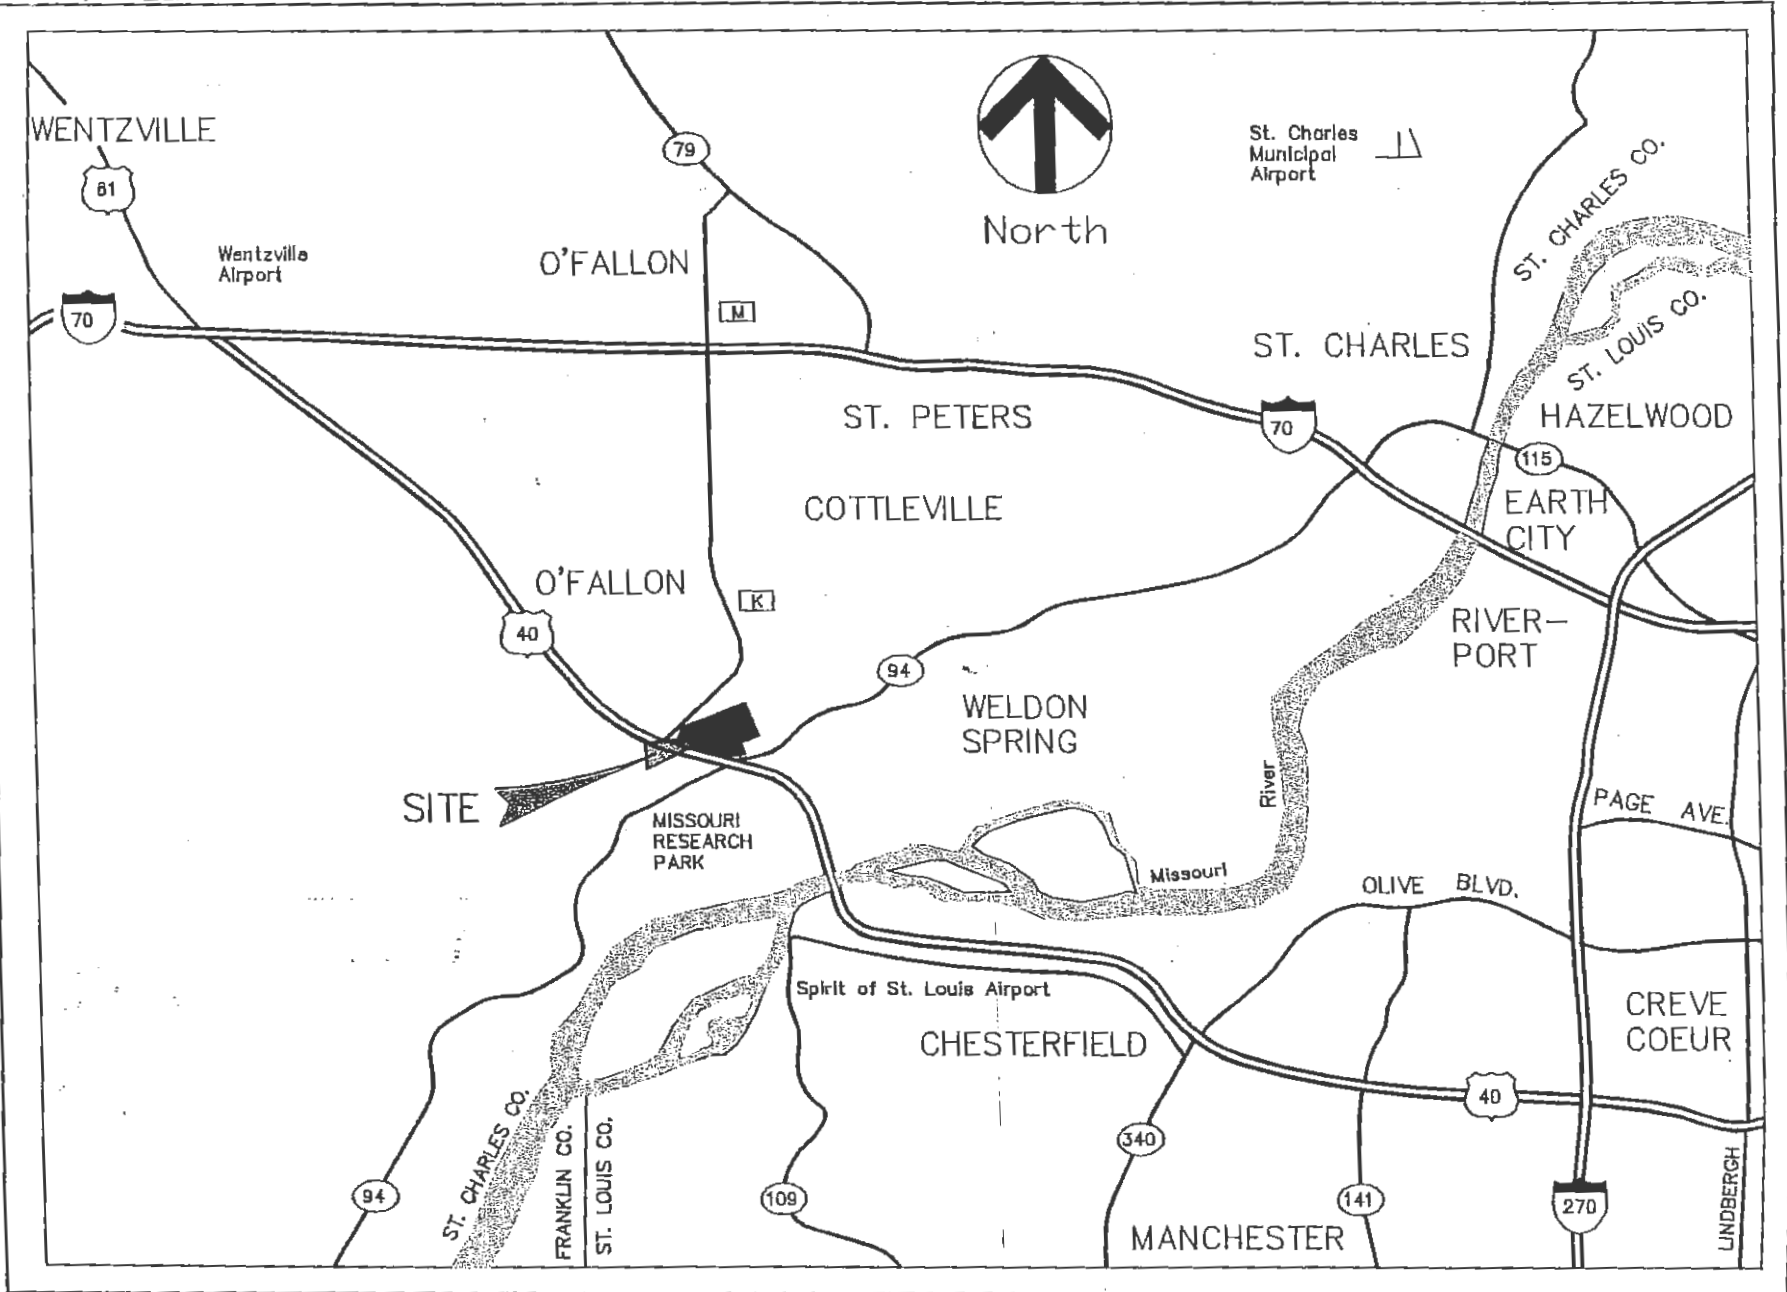 WENTZVILLE
61
79
North
St. Charles
Municipal
Airport
ST. CHARLES CO.
Wentzville
Airport
O'FALLON
M
70
ST. CHARLES
ST. LOUIS CO.
HAZELWOOD
ST. PETERS
70
115
COTTLEVILLE
EARTH
CITY
O'FALLON
K
40
RIVER-
PORT
94
WELDON
SPRING
SITE
River
PAGE AVE.
MISSOURI
RESEARCH
PARK
Missouri
OLIVE BLVD.
Spirit of St. Louis Airport
CHESTERFIELD
CREVE
COEUR
40
ST. CHARLES CO.
FRANKLIN CO.
ST. LOUIS CO.
340
94
109
141
270
LINDBERGH
MANCHESTER